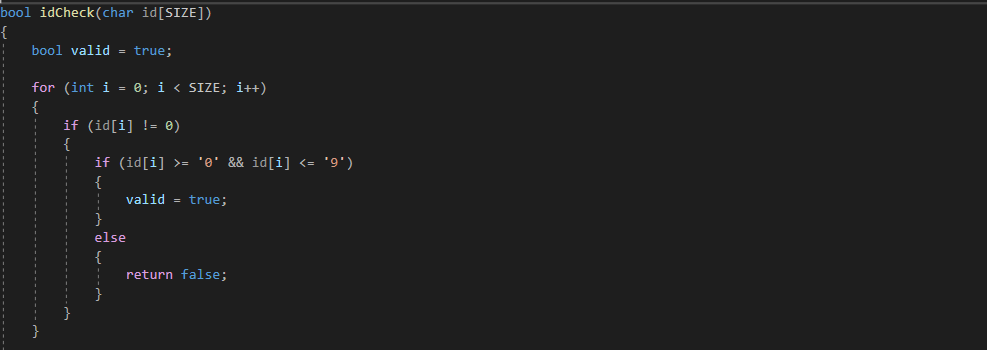 bool idCheck(char id[SIZE])
{
bool valid = true;
for (int i = 0; i < SIZE; i++)
{
if (id[i] != 0)
{
if (id[i] >= '0' && id[i] <= '9')
{
valid = true;
}
else
{
return false;
}
}
}